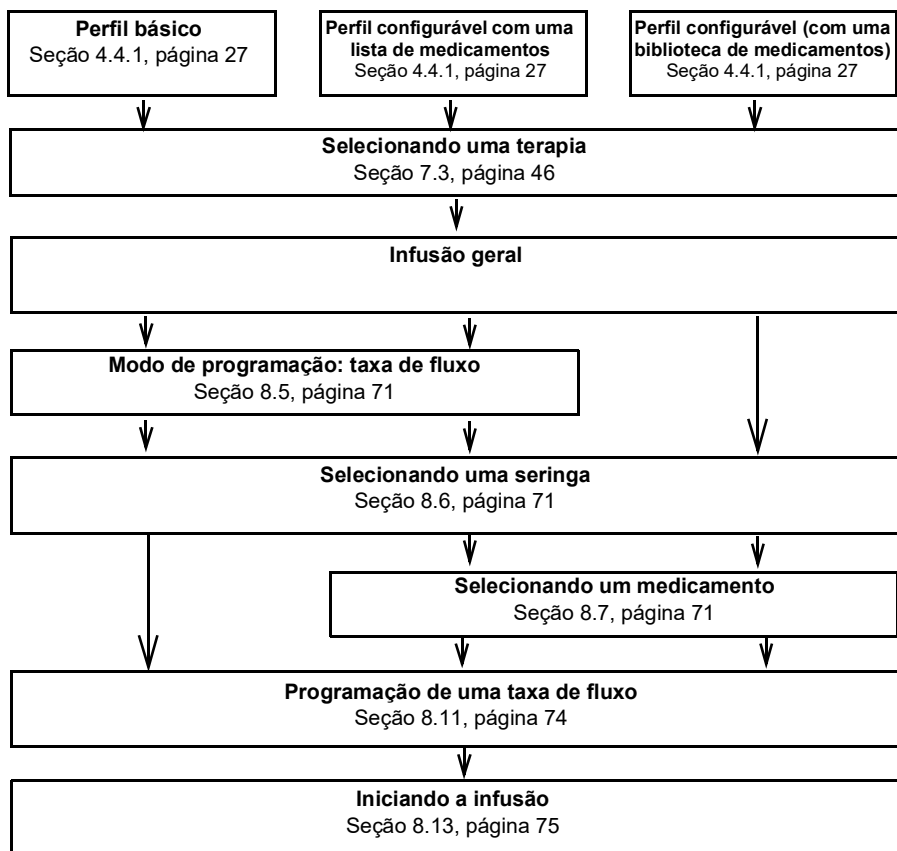 Perfil básico
Seção 4.4.1, página 27
Perfil configurável com uma
lista de medicamentos
Seção 4.4.1, página 27
Perfil configurável (com uma
biblioteca de medicamentos)
Seção 4.4.1, página 27
Selecionando uma terapia
Seção 7.3, página 46
Infusão geral
Modo de programação: taxa de fluxo
Seção 8.5, página 71
Selecionando uma seringa
Seção 8.6, página 71
Selecionando um medicamento
Seção 8.7, página 71
Programação de uma taxa de fluxo
Seção 8.11, página 74
Iniciando a infusão
Seção 8.13, página 75